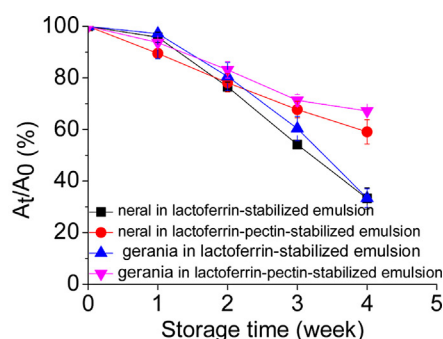 Aₜ/A0 (%)
100
80
60
40
20
0
neral in lactoferrin-stabilized emulsion
neral in lactoferrin-pectin-stabilized emulsion
gerania in lactoferrin-stabilized emulsion
gerania in lactoferrin-pectin-stabilized emulsion
0 1 2 3 4 5
Storage time (week)